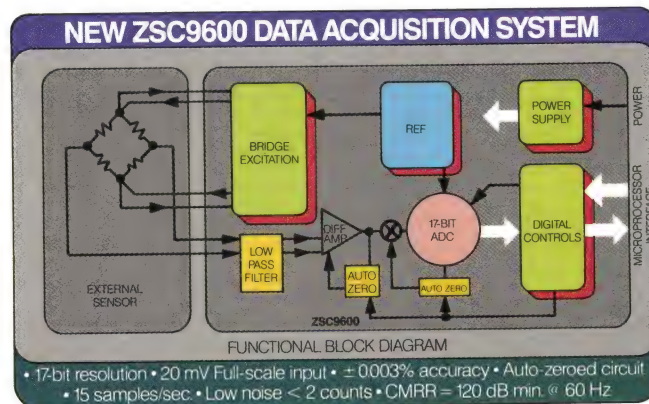 NEW ZSC9600 DATA ACQUISITION SYSTEM
BRIDGE
EXCITATION
REF
POWER
SUPPLY
POWER
EXTERNAL
SENSOR
LOW
PASS
FILTER
DIFF
AMP
AUTO
ZERO
17-BIT
ADC
AUTO ZERO
DIGITAL
CONTROLS
MICROPROCESSOR
INTERFACE
ZSC9600
FUNCTIONAL BLOCK DIAGRAM
• 17-bit resolution • 20 mV Full-scale input • ± 0.003% accuracy • Auto-zeroed circuit
• 15 samples/sec. • Low noise < 2 counts • CMRR = 120 dB min. @ 60 Hz